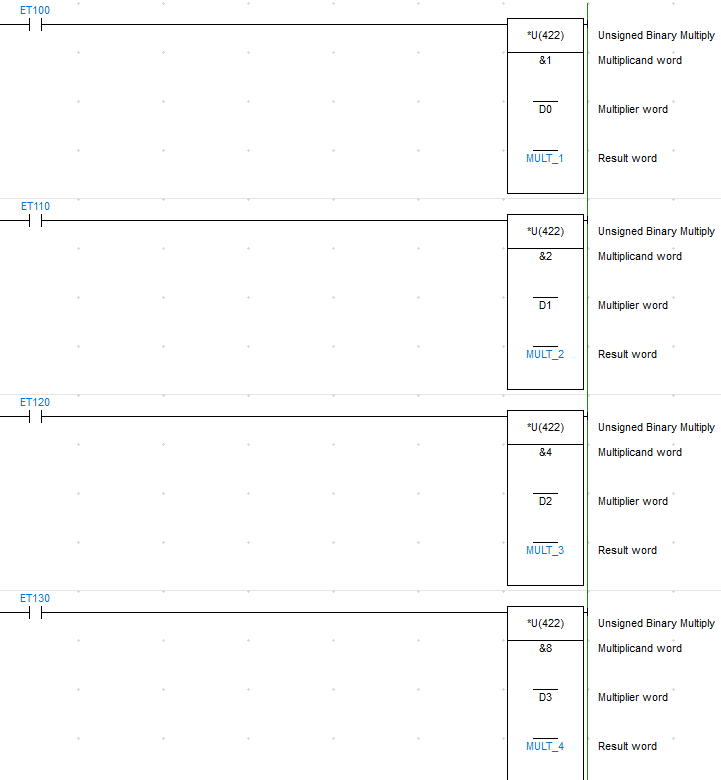 ET100
*U(422) Unsigned Binary Multiply
&1 Multiplicand word
D0 Multiplier word
MULT_1 Result word
ET110
*U(422) Unsigned Binary Multiply
&2 Multiplicand word
D1 Multiplier word
MULT_2 Result word
ET120
*U(422) Unsigned Binary Multiply
&4 Multiplicand word
D2 Multiplier word
MULT_3 Result word
ET130
*U(422) Unsigned Binary Multiply
&8 Multiplicand word
D3 Multiplier word
MULT_4 Result word